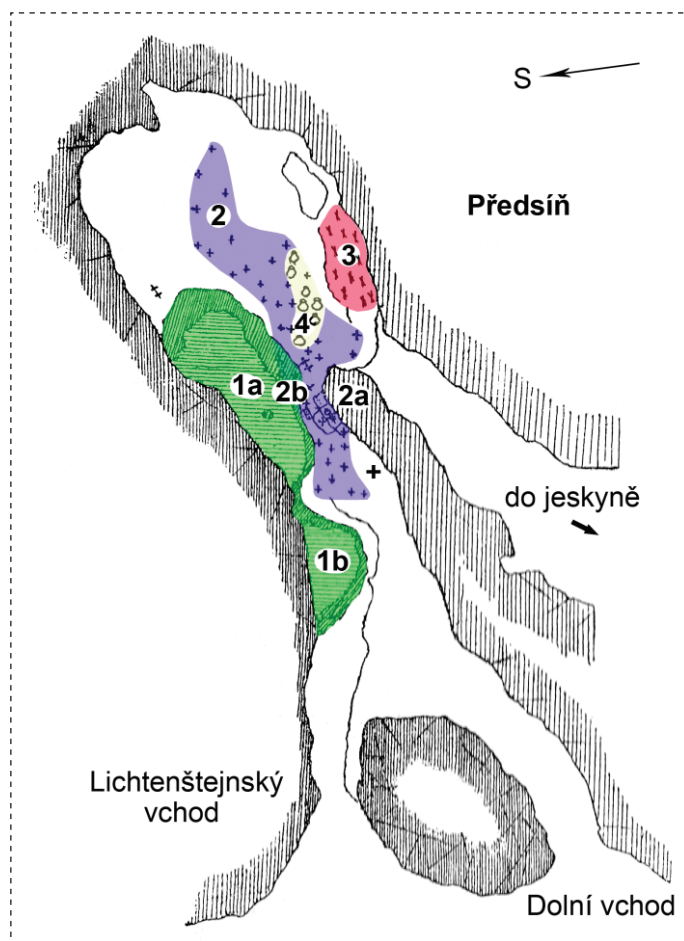 S
Předsíň
2
3
4
1a
2b
2a
do jeskyně
1b
Lichtenštejnský
vchod
Dolní vchod